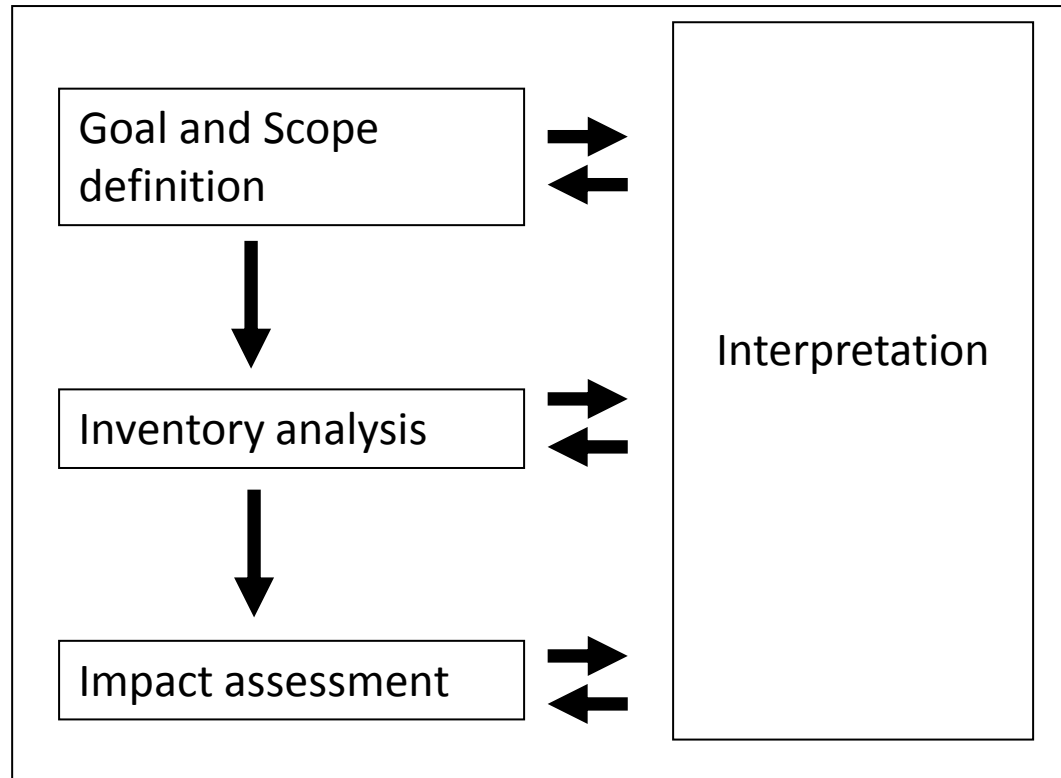 Goal and Scope
definition
Interpretation
Inventory analysis
Impact assessment